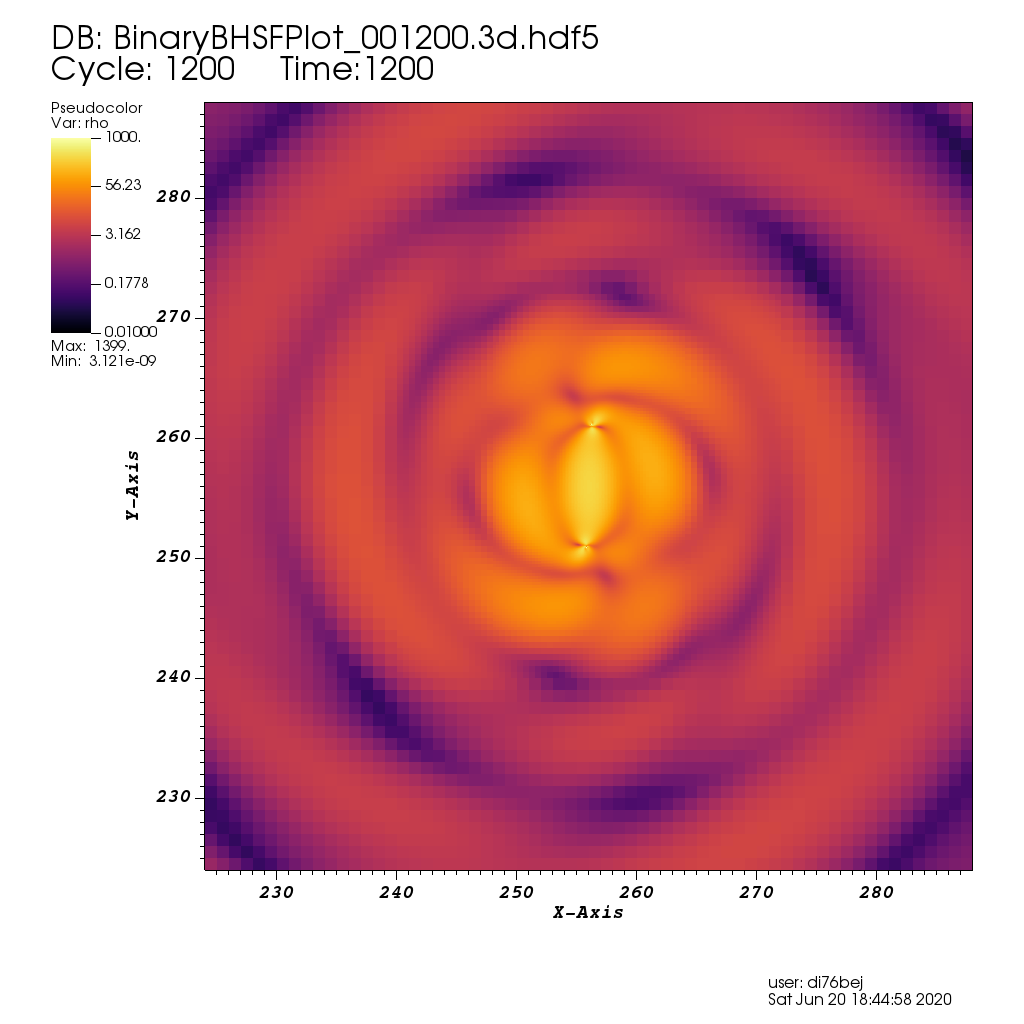 DB: BinaryBHSFPlot_001200.3d.hdf5
Cycle: 1200 Time:1200
Pseudocolor
Var: rho
1000.
56.23
3.162
0.1778
0.01000
Max: 1399.
Min: 3.121e-09
280
270
260
250
240
230
Y-Axis
230 240 250 260 270 280
X-Axis
user: di76bej
Sat Jun 20 18:44:58 2020